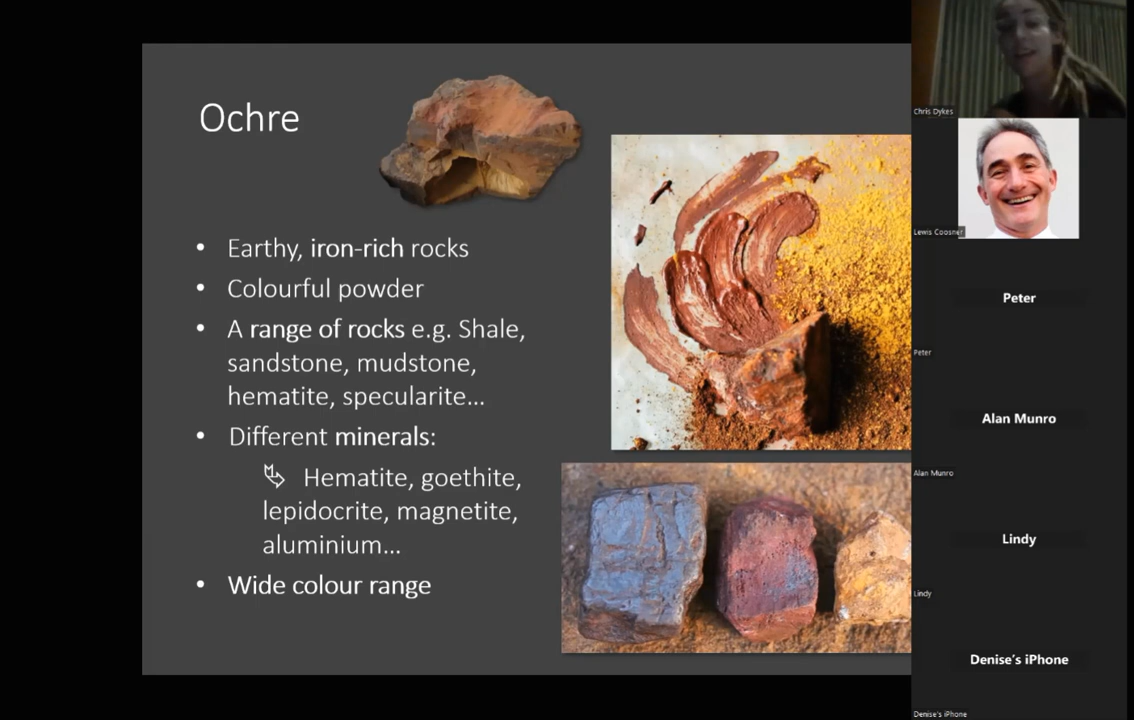 Ochre
• Earthy, iron-rich rocks
• Colourful powder
• A range of rocks e.g. Shale,
sandstone, mudstone,
hematite, specularite...
• Different minerals:
Hematite, goethite,
lepidocrite, magnetite,
aluminium...
• Wide colour range
Chris Dykes
Lewis Coosner
Peter
Peter
Alan Munro
Alan Munro
Lindy
Lindy
Denise's iPhone
Denise's iPhone